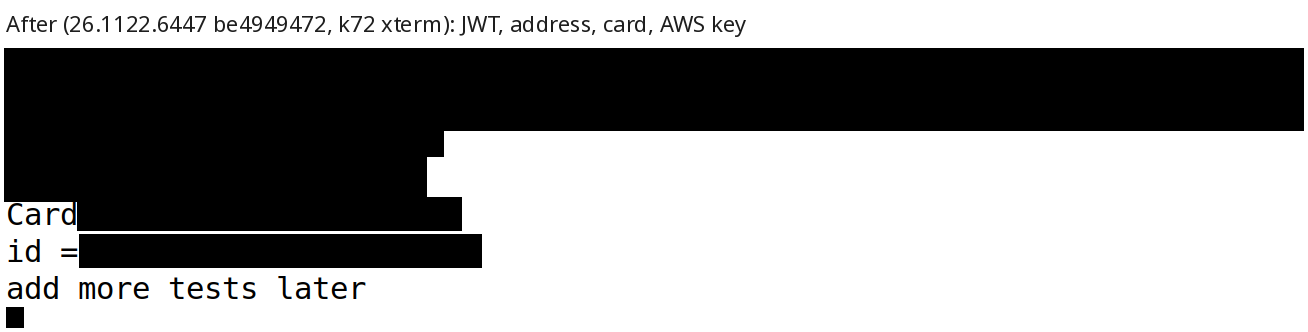 After (26.1122.6447 be4949472, k72 xterm): JWT, address, card, AWS key
Card
id =
add more tests later